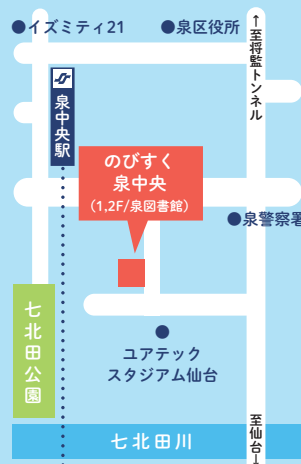 ●イズミティ21
●泉区役所
↑至将監トンネル
泉中央駅
のびすく
泉中央
(1,2F/泉図書館)
●泉警察署
七北田公園
●
ユアテック
スタジアム仙台
七北田川
至仙台↓